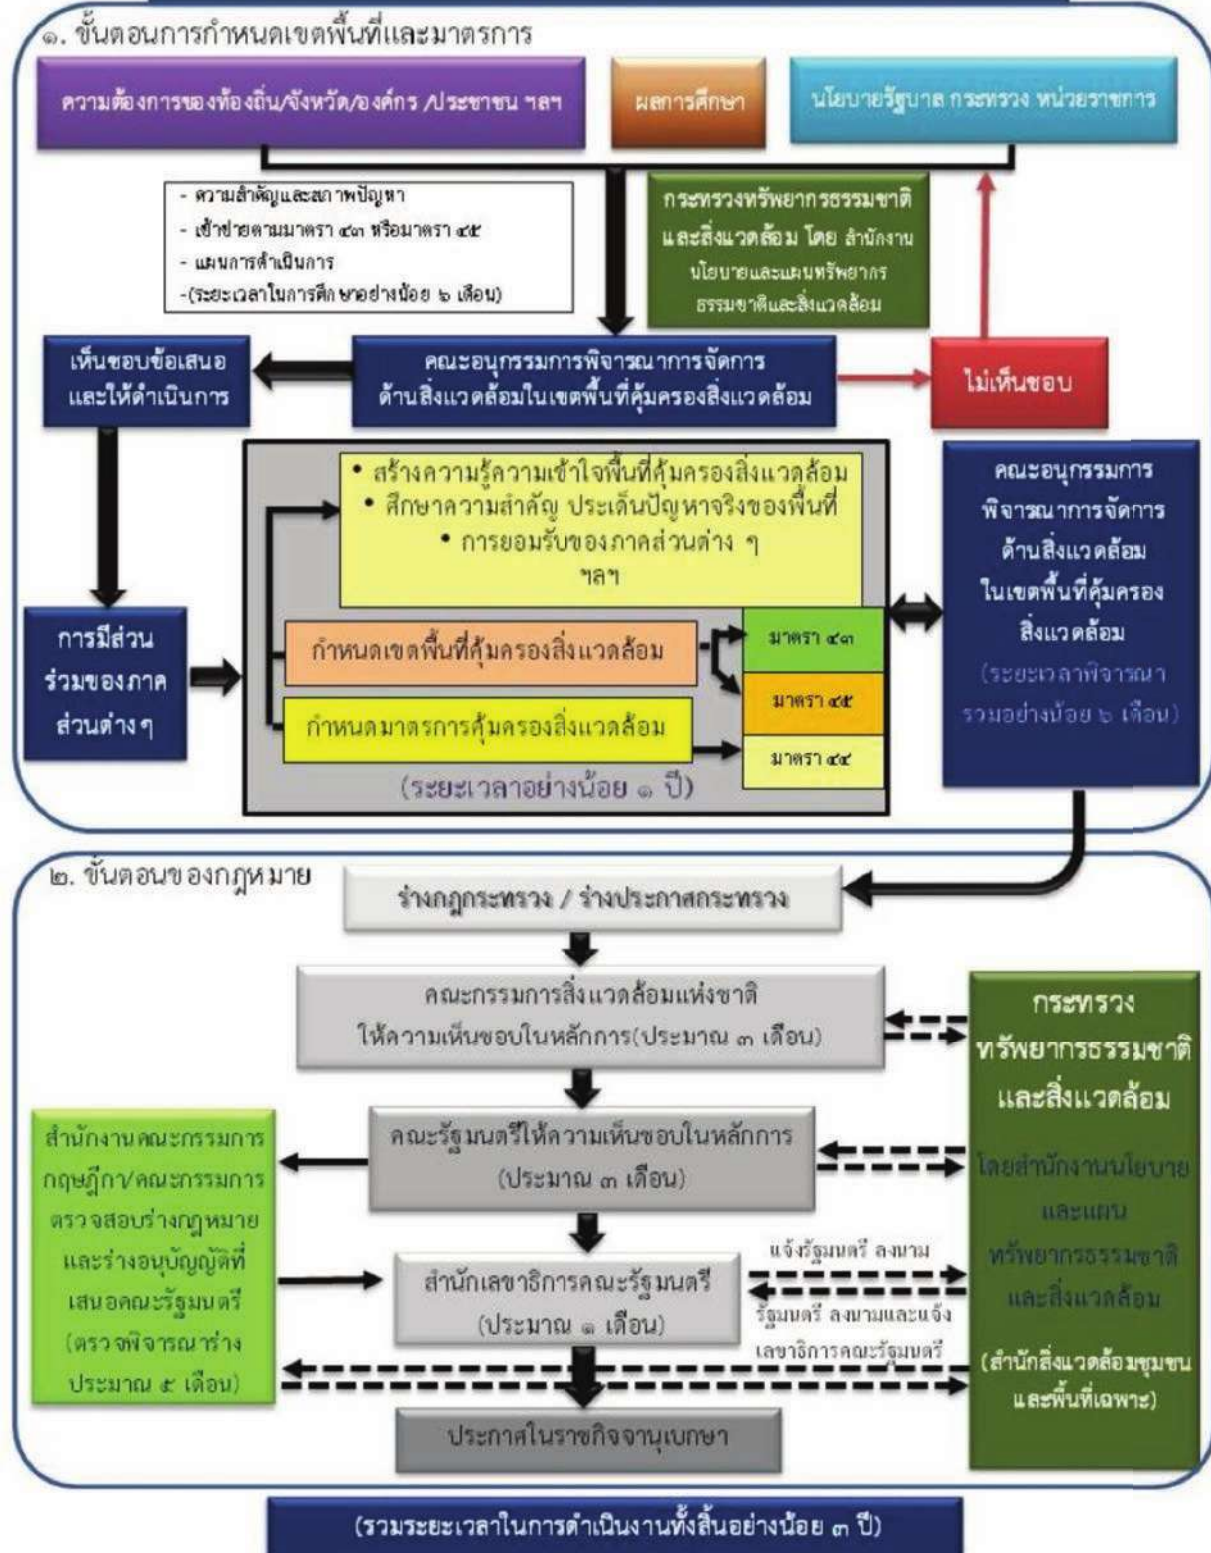 ๑. ขั้นตอนการกำหนดเขตพื้นที่และมาตรการ
ความต้องการของท้องถิ่น/จังหวัด/องค์กร /ประชาชน ฯลฯ
ผลการศึกษา
นโยบายรัฐบาล กระทรวง หน่วยราชการ
- ความสำคัญและสภาพปัญหา
- เข้าข่ายตามมาตรา ๔๓ หรือมาตรา ๔๕
- แผนการดำเนินการ
-(ระยะเวลาในการศึกษาอย่างน้อย ๖ เดือน)
กระทรวงทรัพยากรธรรมชาติ
และสิ่งแวดล้อม โดย สำนักงาน
นโยบายและแผนทรัพยากร
ธรรมชาติและสิ่งแวดล้อม
เห็นชอบข้อเสนอ
และให้ดำเนินการ
คณะอนุกรรมการพิจารณาการจัดการ
ด้านสิ่งแวดล้อมในเขตพื้นที่คุ้มครองสิ่งแวดล้อม
ไม่เห็นชอบ
• สร้างความรู้ความเข้าใจพื้นที่คุ้มครองสิ่งแวดล้อม
• ศึกษาความสำคัญ ประเด็นปัญหาจริงของพื้นที่
• การยอมรับของภาคส่วนต่าง ๆ
ฯลฯ
การมีส่วน
ร่วมของภาค
ส่วนต่าง ๆ
กำหนดเขตพื้นที่คุ้มครองสิ่งแวดล้อม
กำหนดมาตรการคุ้มครองสิ่งแวดล้อม
มาตรา ๔๓
มาตรา ๔๕
มาตรา ๔๔
(ระยะเวลาอย่างน้อย ๑ ปี)
คณะอนุกรรมการ
พิจารณาการจัดการ
ด้านสิ่งแวดล้อม
ในเขตพื้นที่คุ้มครอง
สิ่งแวดล้อม
(ระยะเวลาพิจารณา
รวมอย่างน้อย ๖ เดือน)
๒. ขั้นตอนของกฎหมาย
ร่างกฎกระทรวง / ร่างประกาศกระทรวง
คณะกรรมการสิ่งแวดล้อมแห่งชาติ
ให้ความเห็นชอบในหลักการ(ประมาณ ๓ เดือน)
คณะรัฐมนตรีให้ความเห็นชอบในหลักการ
(ประมาณ ๓ เดือน)
สำนักงานคณะกรรมการ
กฤษฎีกา/คณะกรรมการ
ตรวจสอบร่างกฎหมาย
และร่างอนุบัญญัติที่
เสนอคณะรัฐมนตรี
(ตรวจพิจารณาร่าง
ประมาณ ๕ เดือน)
สำนักเลขาธิการคณะรัฐมนตรี
(ประมาณ ๑ เดือน)
แจ้งรัฐมนตรี ลงนาม
รัฐมนตรี ลงนามและแจ้ง
เลขาธิการคณะรัฐมนตรี
กระทรวง
ทรัพยากรธรรมชาติ
และสิ่งแวดล้อม
โดยสำนักงานนโยบาย
และแผน
ทรัพยากรธรรมชาติ
และสิ่งแวดล้อม
(สำนักสิ่งแวดล้อมชุมชน
และพื้นที่เฉพาะ)
ประกาศในราชกิจจานุเบกษา
(รวมระยะเวลาในการดำเนินงานทั้งสิ้นอย่างน้อย ๓ ปี)